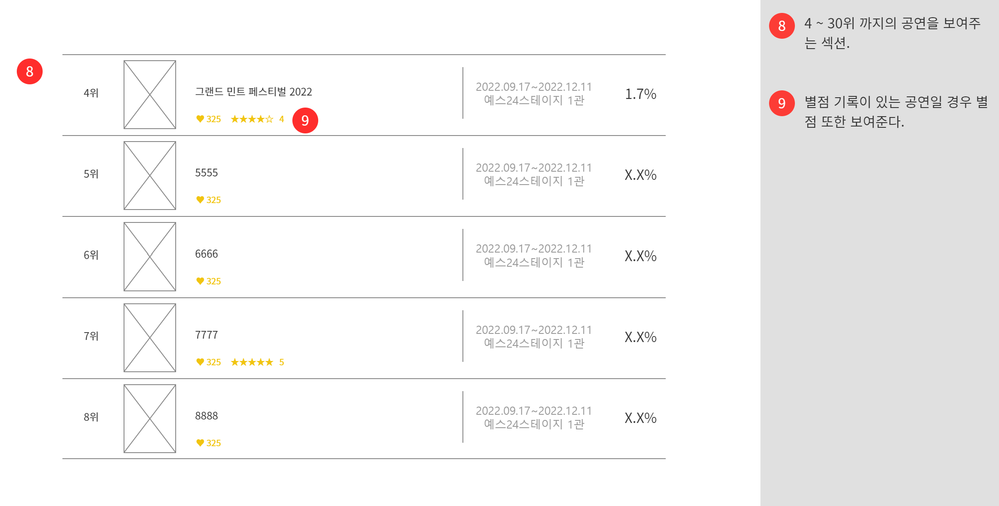 8
4위
그랜드 민트 페스티벌 2022
♥ 325 ★★★★☆ 4
9
2022.09.17~2022.12.11
예스24스테이지 1관
1.7%
5위
5555
♥ 325
2022.09.17~2022.12.11
예스24스테이지 1관
X.X%
6위
6666
♥ 325
2022.09.17~2022.12.11
예스24스테이지 1관
X.X%
7위
7777
♥ 325 ★★★★★ 5
2022.09.17~2022.12.11
예스24스테이지 1관
X.X%
8위
8888
♥ 325
2022.09.17~2022.12.11
예스24스테이지 1관
X.X%
8
4 ~ 30위 까지의 공연을 보여주
는 섹션.
9
별점 기록이 있는 공연일 경우 별
점 또한 보여준다.